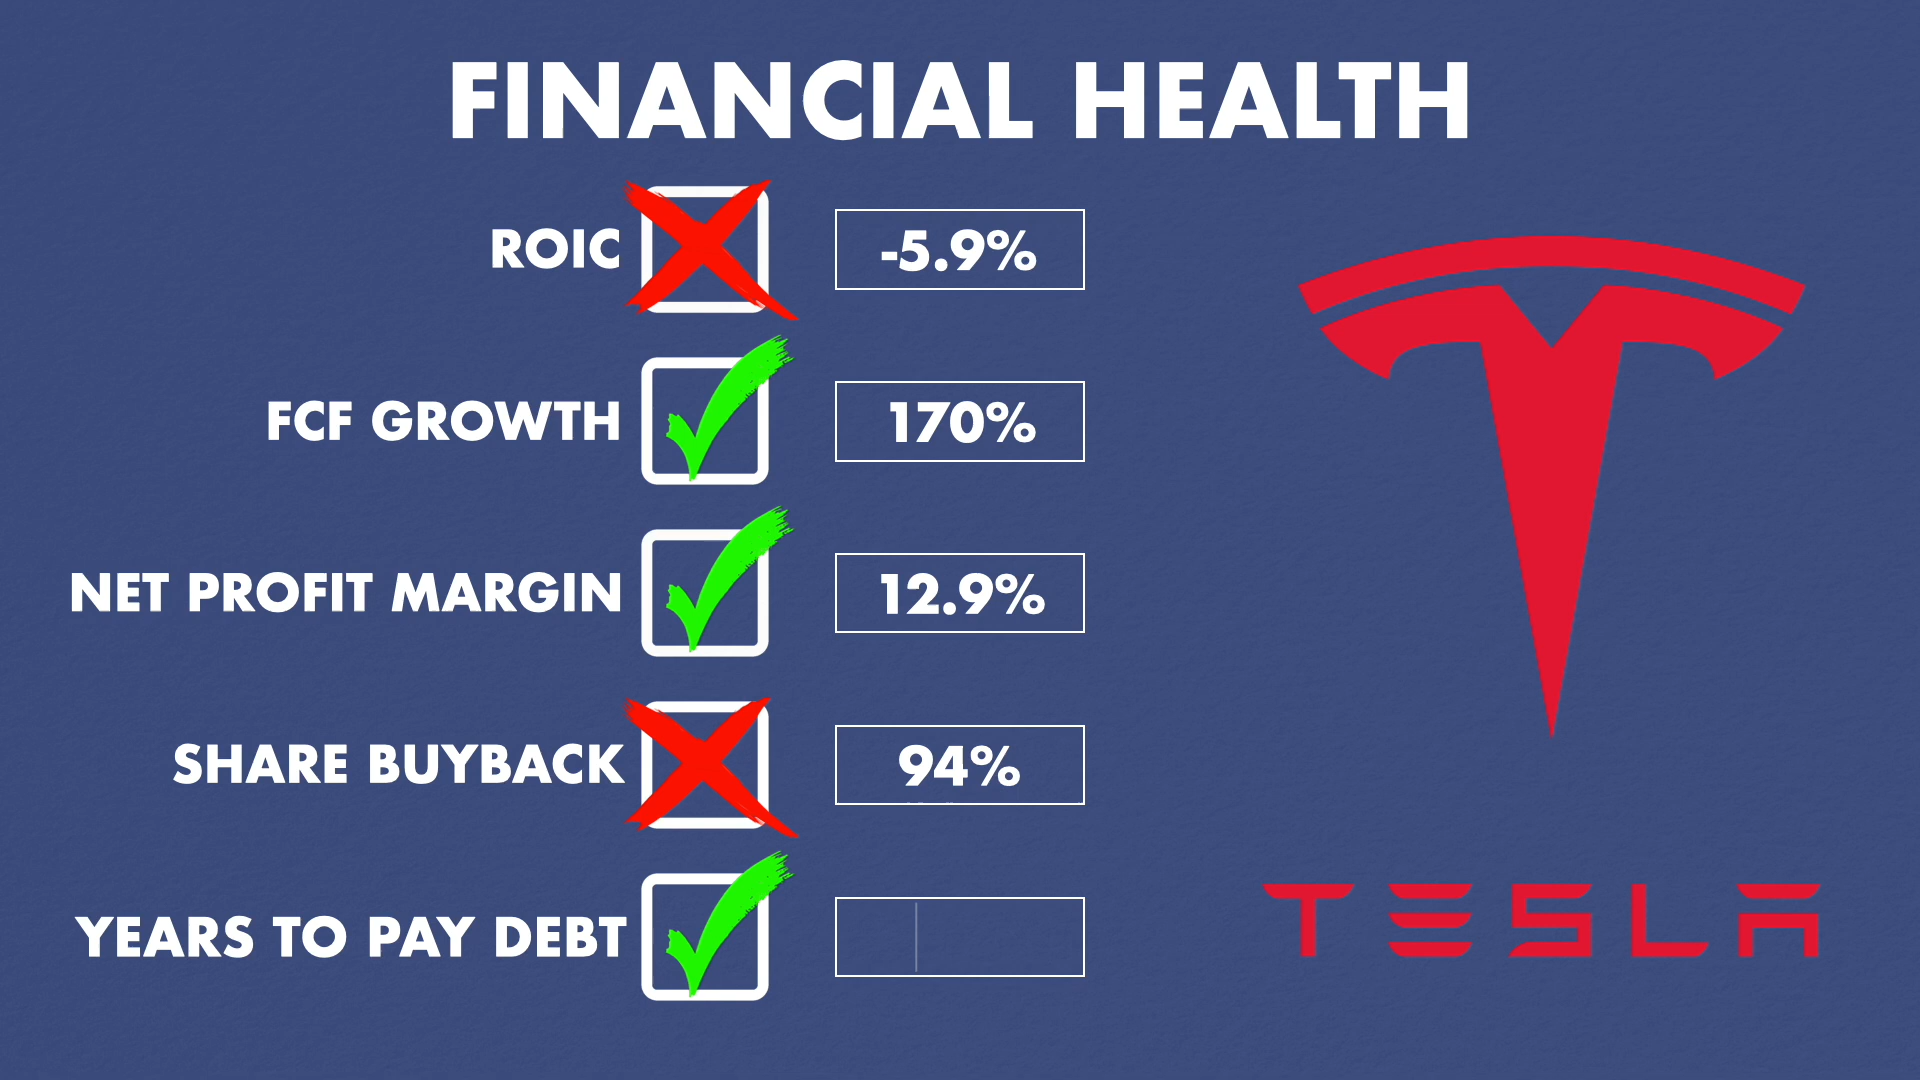 FINANCIAL HEALTH
ROIC -5.9%
FCF GROWTH 170%
NET PROFIT MARGIN 12.9%
SHARE BUYBACK 94%
YEARS TO PAY DEBT
TESLA